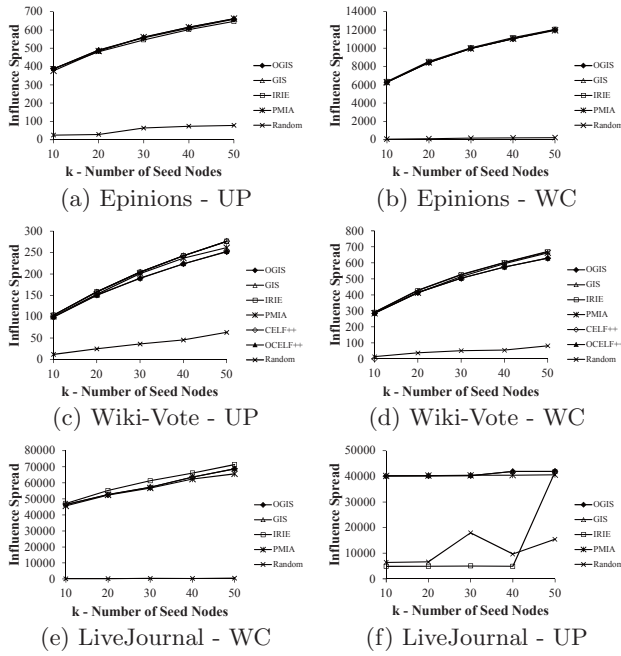 700
600
500
400
300
200
100
0
Influence Spread
10 20 30 40 50
k - Number of Seed Nodes
OGIS
GIS
IRIE
PMIA
Random
(a) Epinions - UP
14000
12000
10000
8000
6000
4000
2000
0
Influence Spread
10 20 30 40 50
k - Number of Seed Nodes
OGIS
GIS
IRIE
PMIA
Random
(b) Epinions - WC
300
250
200
150
100
50
0
Influence Spread
10 20 30 40 50
k - Number of Seed Nodes
OGIS
GIS
IRIE
PMIA
CELF++
OCELF++
Random
(c) Wiki-Vote - UP
800
700
600
500
400
300
200
100
0
Influence Spread
10 20 30 40 50
k - Number of Seed Nodes
OGIS
GIS
IRIE
PMIA
CELF++
OCELF++
Random
(d) Wiki-Vote - WC
80000
70000
60000
50000
40000
30000
20000
10000
0
Influence Spread
10 20 30 40 50
k - Number of Seed Nodes
OGIS
GIS
IRIE
PMIA
Random
(e) LiveJournal - WC
50000
40000
30000
20000
10000
0
Influence Spread
10 20 30 40 50
k - Number of Seed Nodes
OGIS
GIS
IRIE
PMIA
Random
(f) LiveJournal - UP